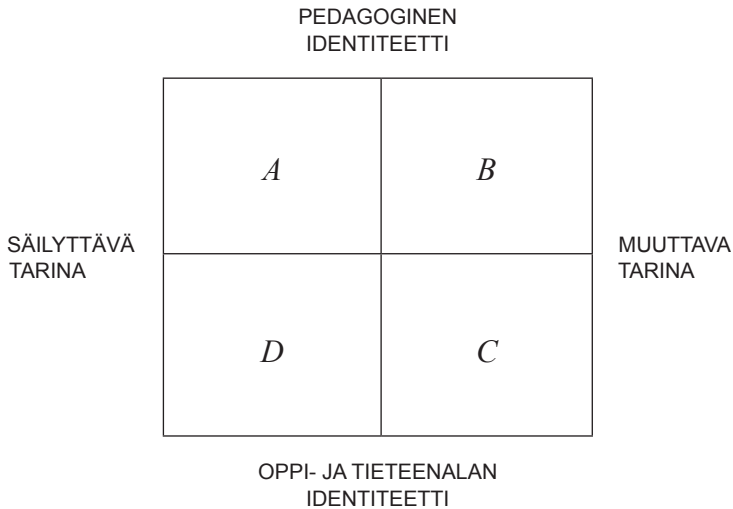 PEDAGOGINEN
IDENTITEETTI
A
B
SÄILYTTÄVÄ
TARINA
MUUTTAVA
TARINA
D
C
OPPI- JA TIETEENALAN
IDENTITEETTI